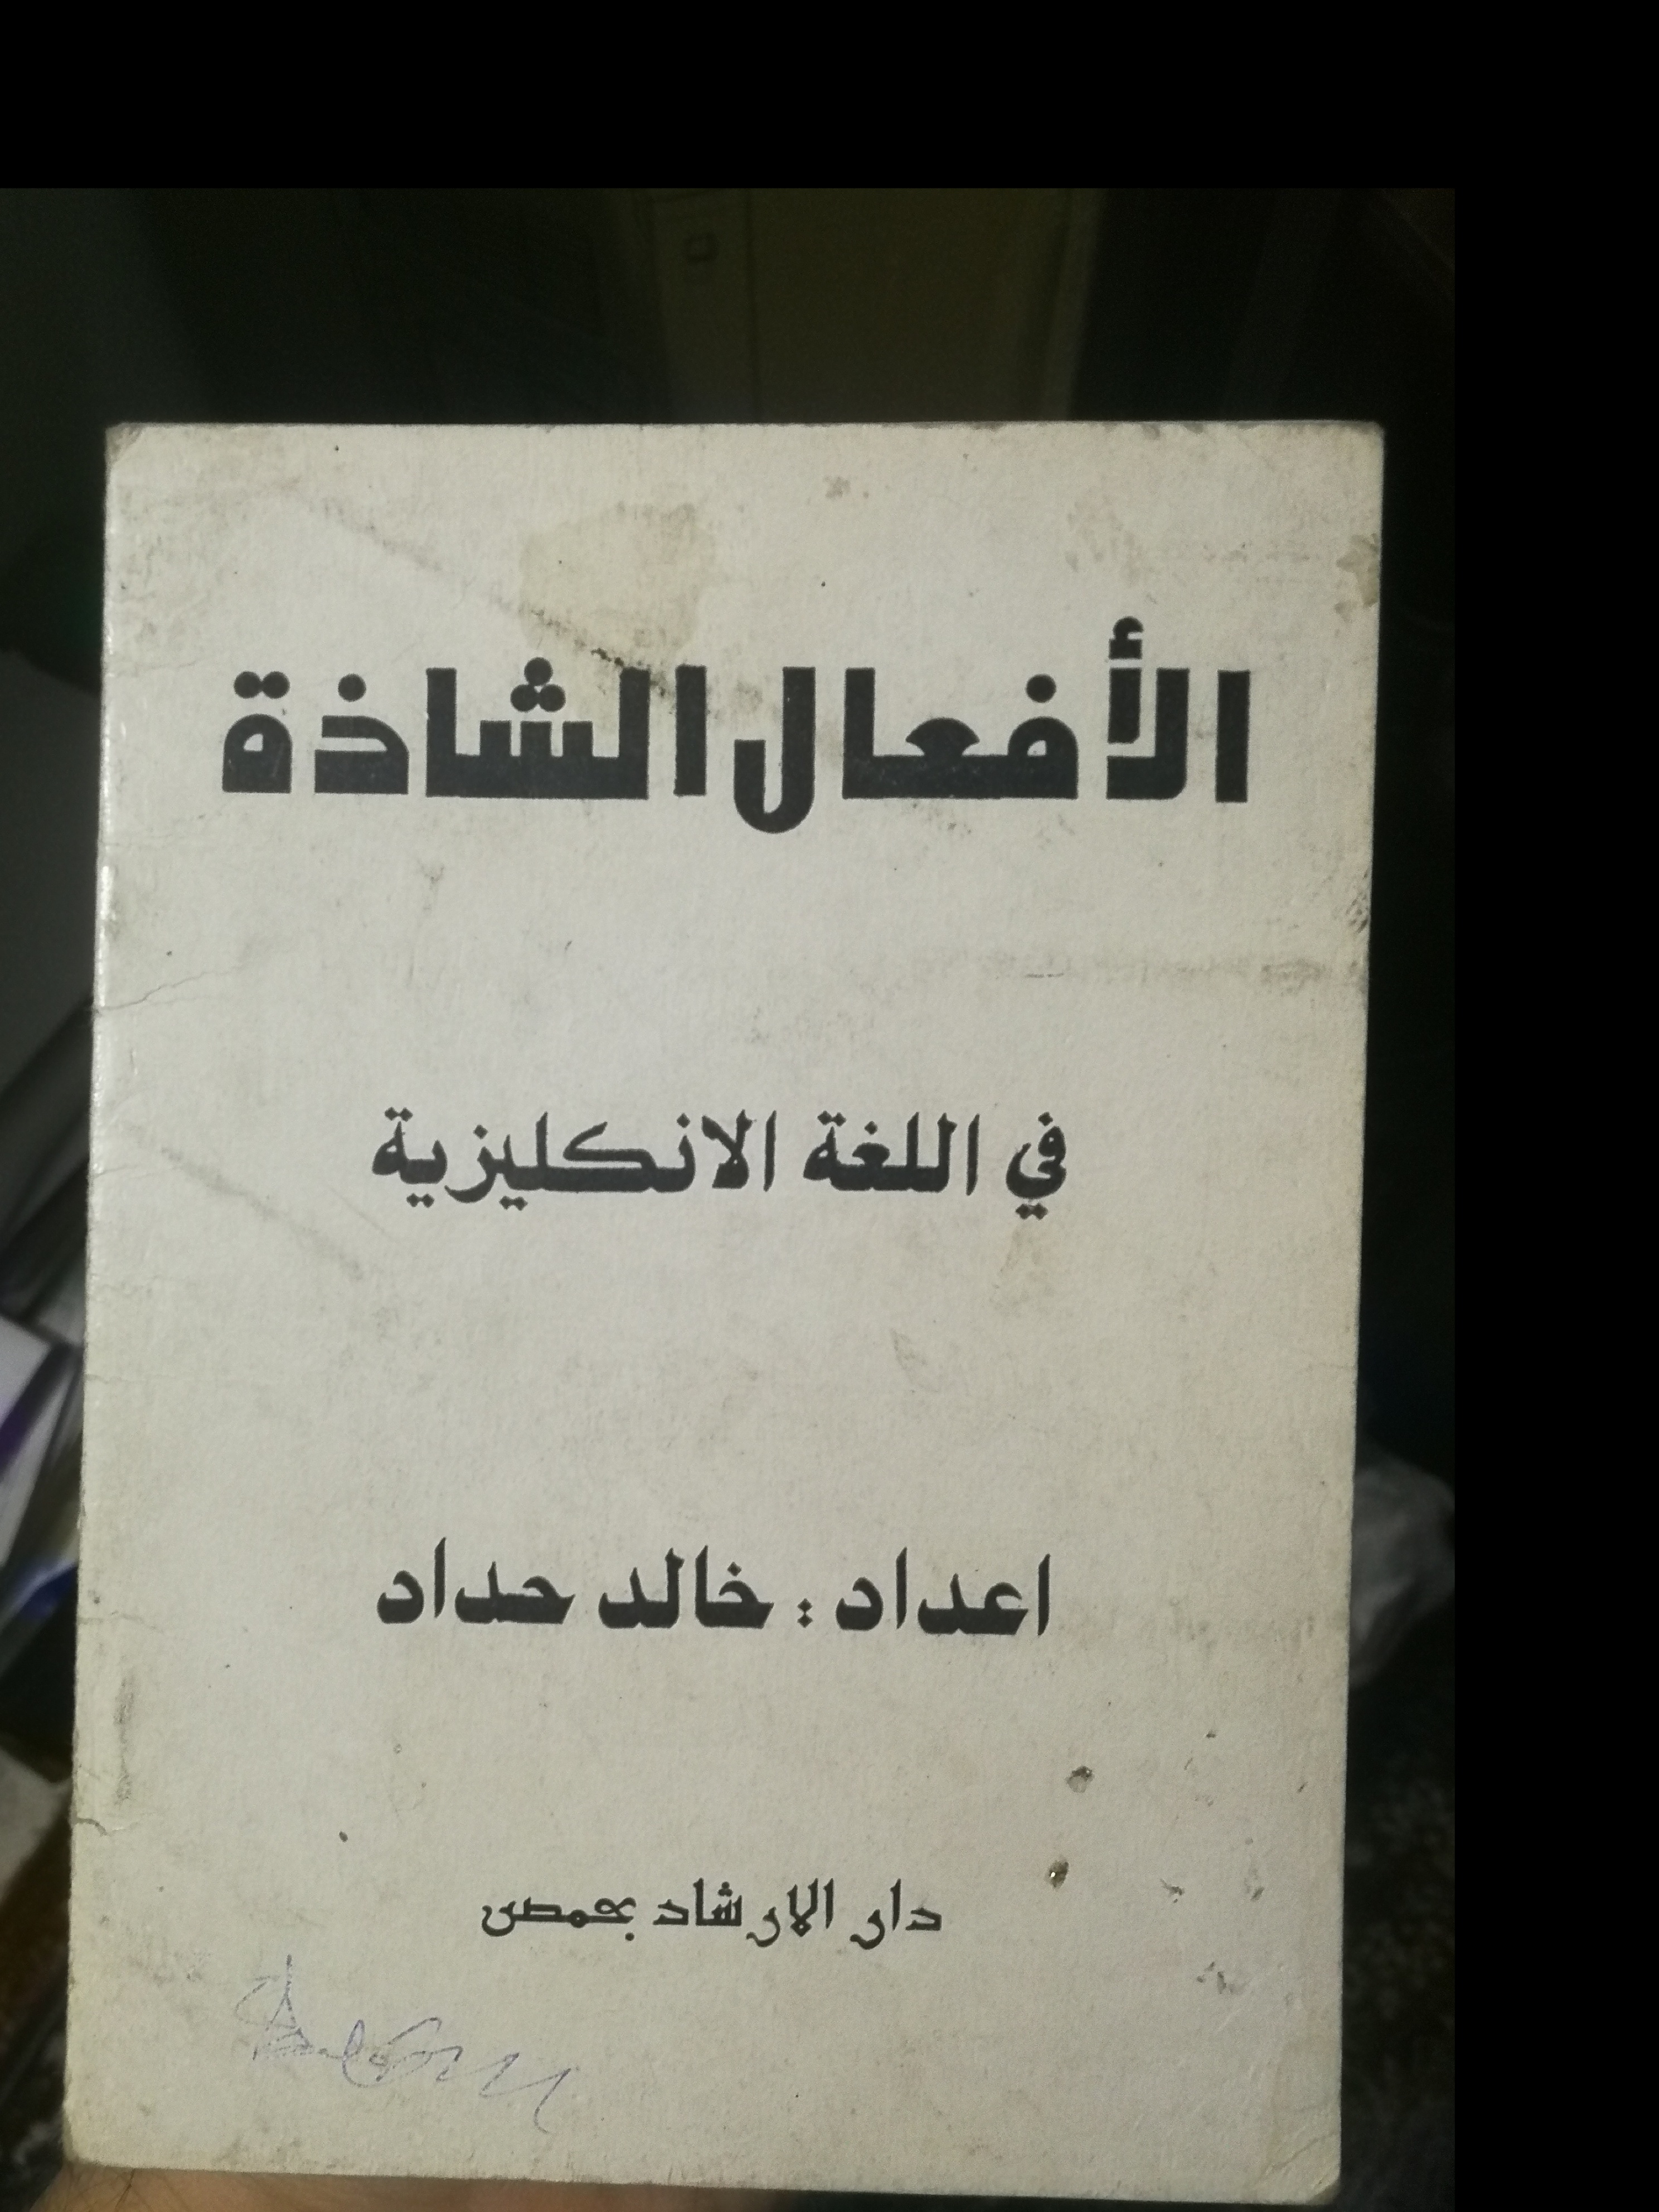 الأفعال الشاذة
في اللغة الانكليزية
اعداد : خالد حداد
دار الارشاد بحمص